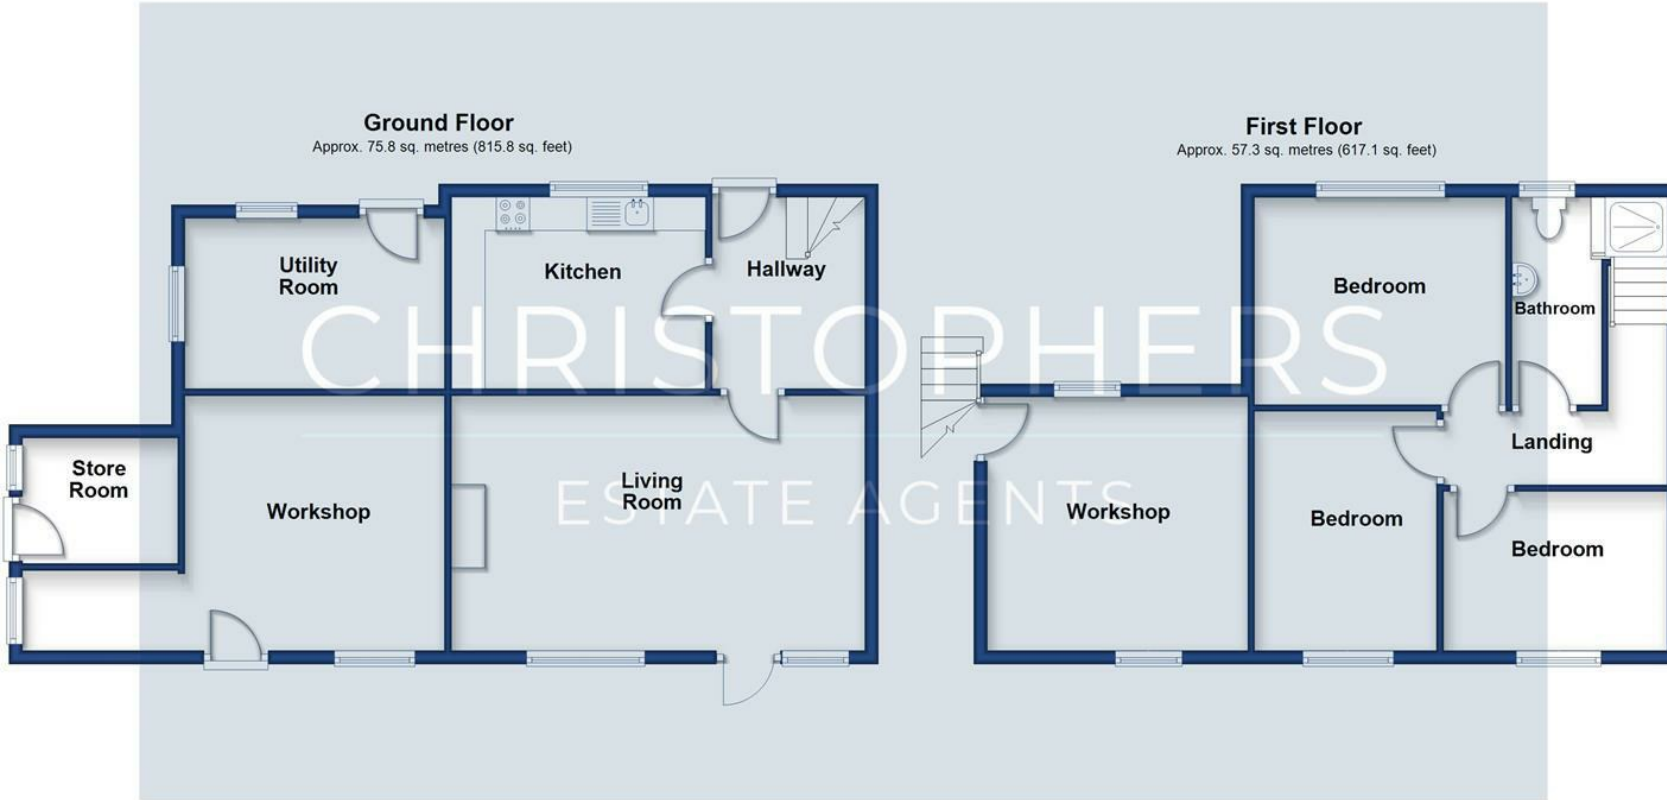 Ground Floor
Approx. 75.8 sq. metres (815.8 sq. feet)
First Floor
Approx. 57.3 sq. metres (617.1 sq. feet)
Utility
Room
Kitchen
Hallway
Store
Room
Workshop
Living
Room
Bedroom
Bathroom
Landing
Workshop
Bedroom
Bedroom
CHRISTOPHERS
ESTATE AGENTS